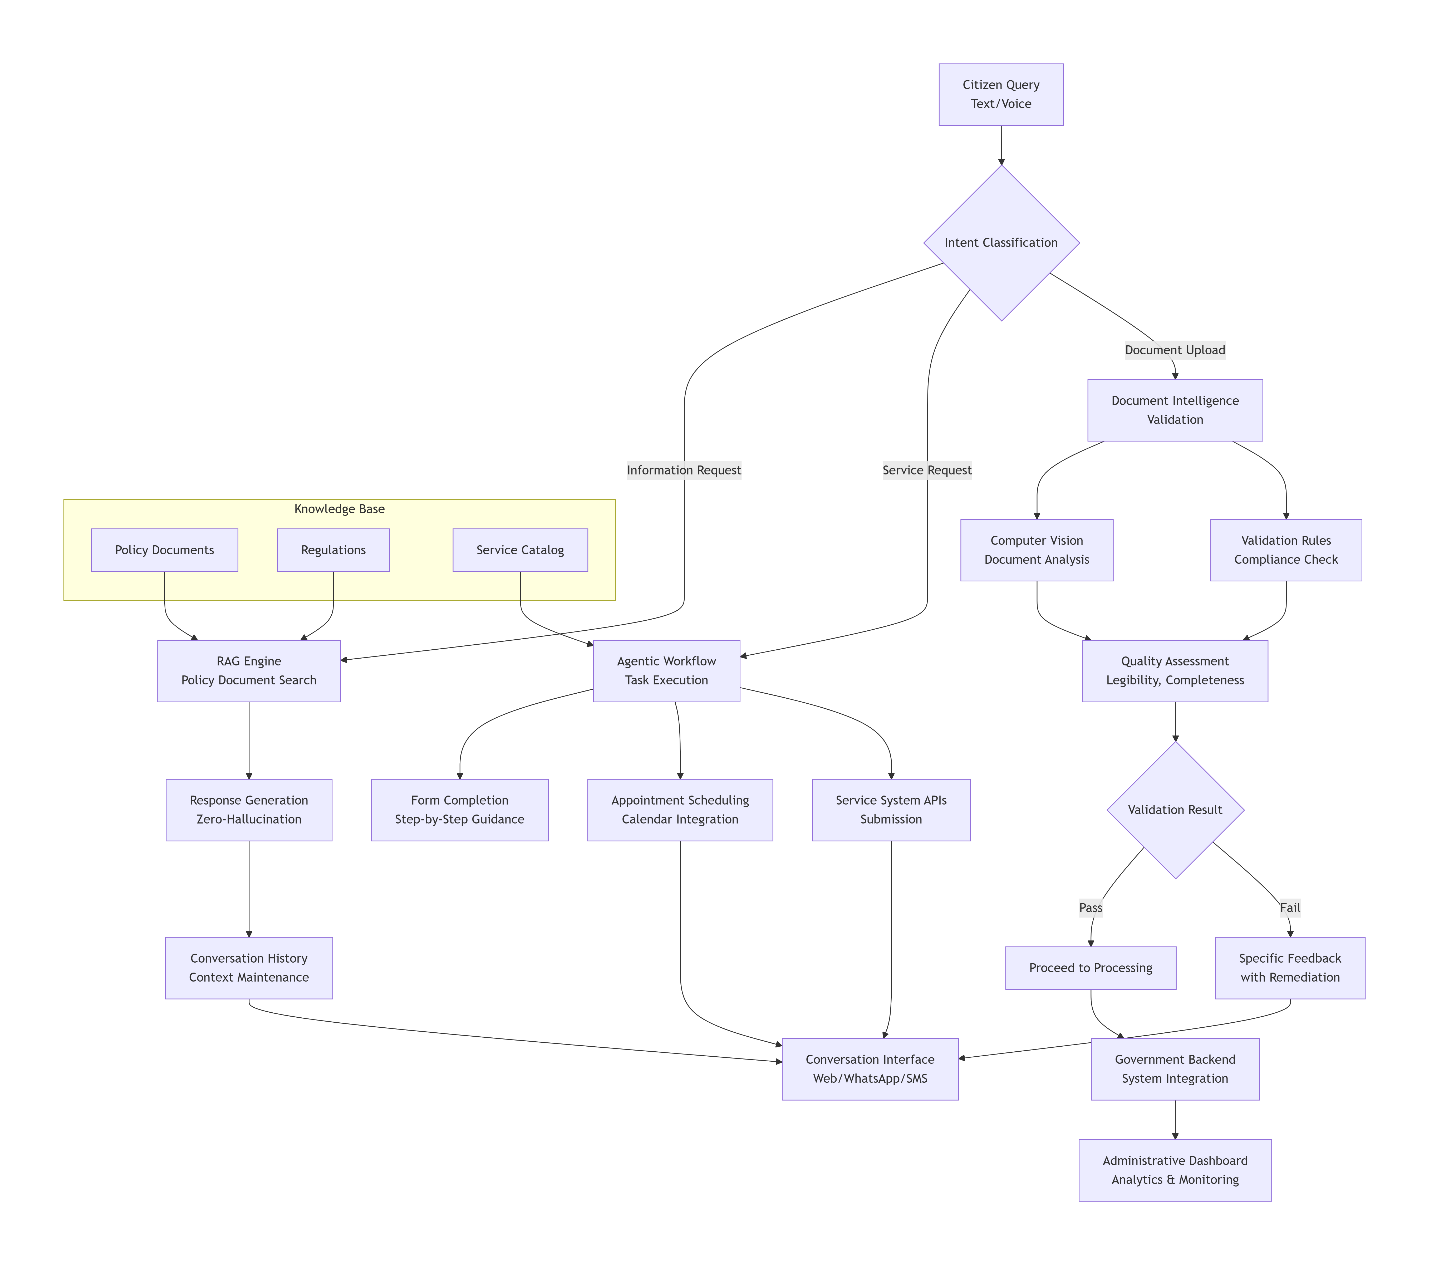 Citizen Query
Text/Voice
Intent Classification
Document Upload
Document Intelligence
Validation
Information Request
Service Request
Knowledge Base
Policy Documents
Regulations
Service Catalog
Computer Vision
Document Analysis
Validation Rules
Compliance Check
RAG Engine
Policy Document Search
Agentic Workflow
Task Execution
Quality Assessment
Legibility, Completeness
Response Generation
Zero-Hallucination
Form Completion
Step-by-Step Guidance
Appointment Scheduling
Calendar Integration
Service System APIs
Submission
Validation Result
Pass
Fail
Conversation History
Context Maintenance
Proceed to Processing
Specific Feedback
with Remediation
Conversation Interface
Web/WhatsApp/SMS
Government Backend
System Integration
Administrative Dashboard
Analytics & Monitoring